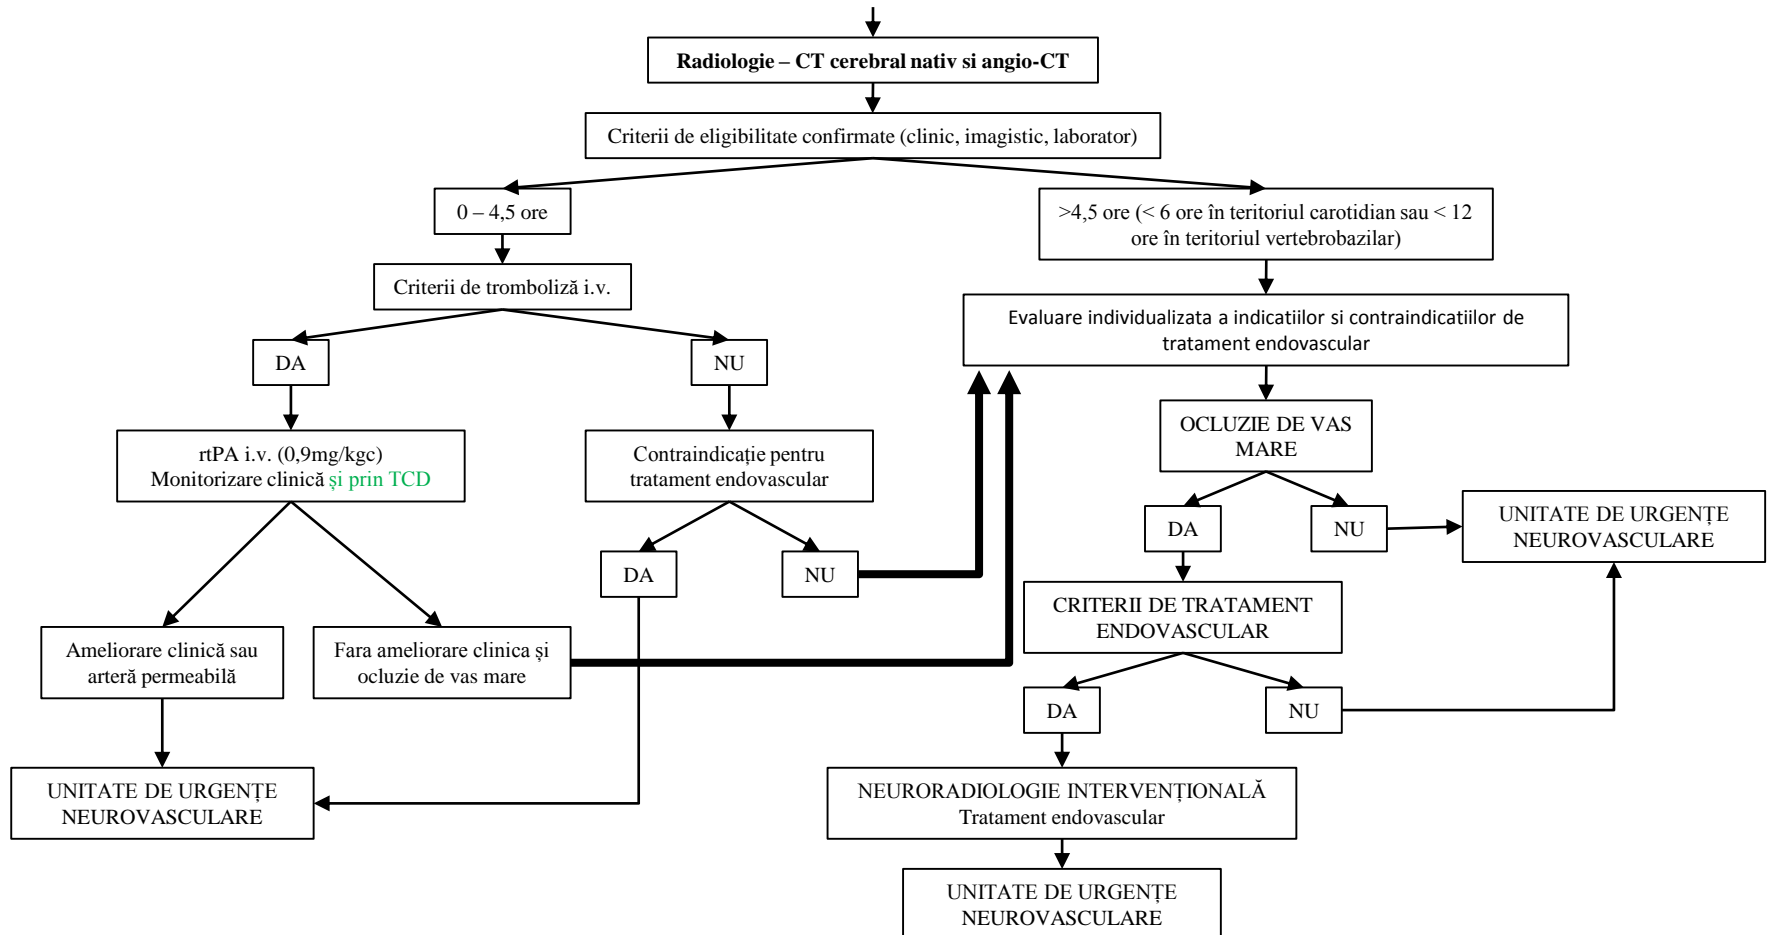 Radiologie – CT cerebral nativ si angio-CT
Criterii de eligibilitate confirmate (clinic, imagistic, laborator)
0 – 4,5 ore
>4,5 ore (< 6 ore în teritoriul carotidian sau < 12
ore în teritoriul vertebrobazilar)
Criterii de tromboliză i.v.
Evaluare individualizata a indicatiilor si contraindicatiilor de
tratament endovascular
DA
NU
OCLUZIE DE VAS
MARE
rtPA i.v. (0,9mg/kgc)
Monitorizare clinică și prin TCD
Contraindicație pentru
tratament endovascular
DA
NU
UNITATE DE URGENȚE
NEUROVASCULARE
DA
NU
CRITERII DE TRATAMENT
ENDOVASCULAR
Ameliorare clinică sau
arteră permeabilă
Fara ameliorare clinica și
ocluzie de vas mare
DA
NU
UNITATE DE URGENȚE
NEUROVASCULARE
NEURORADIOLOGIE INTERVENȚIONALĂ
Tratament endovascular
UNITATE DE URGENȚE
NEUROVASCULARE